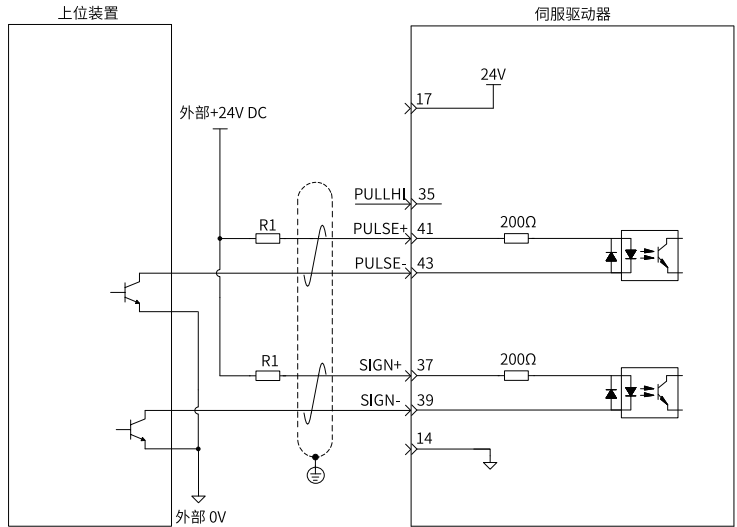 上位装置
伺服驱动器
24V
17
外部+24V DC
PULLHI 35
R1 PULSE+ 41 200Ω
PULSE- 43
R1 SIGN+ 37 200Ω
SIGN- 39
14
外部 0V